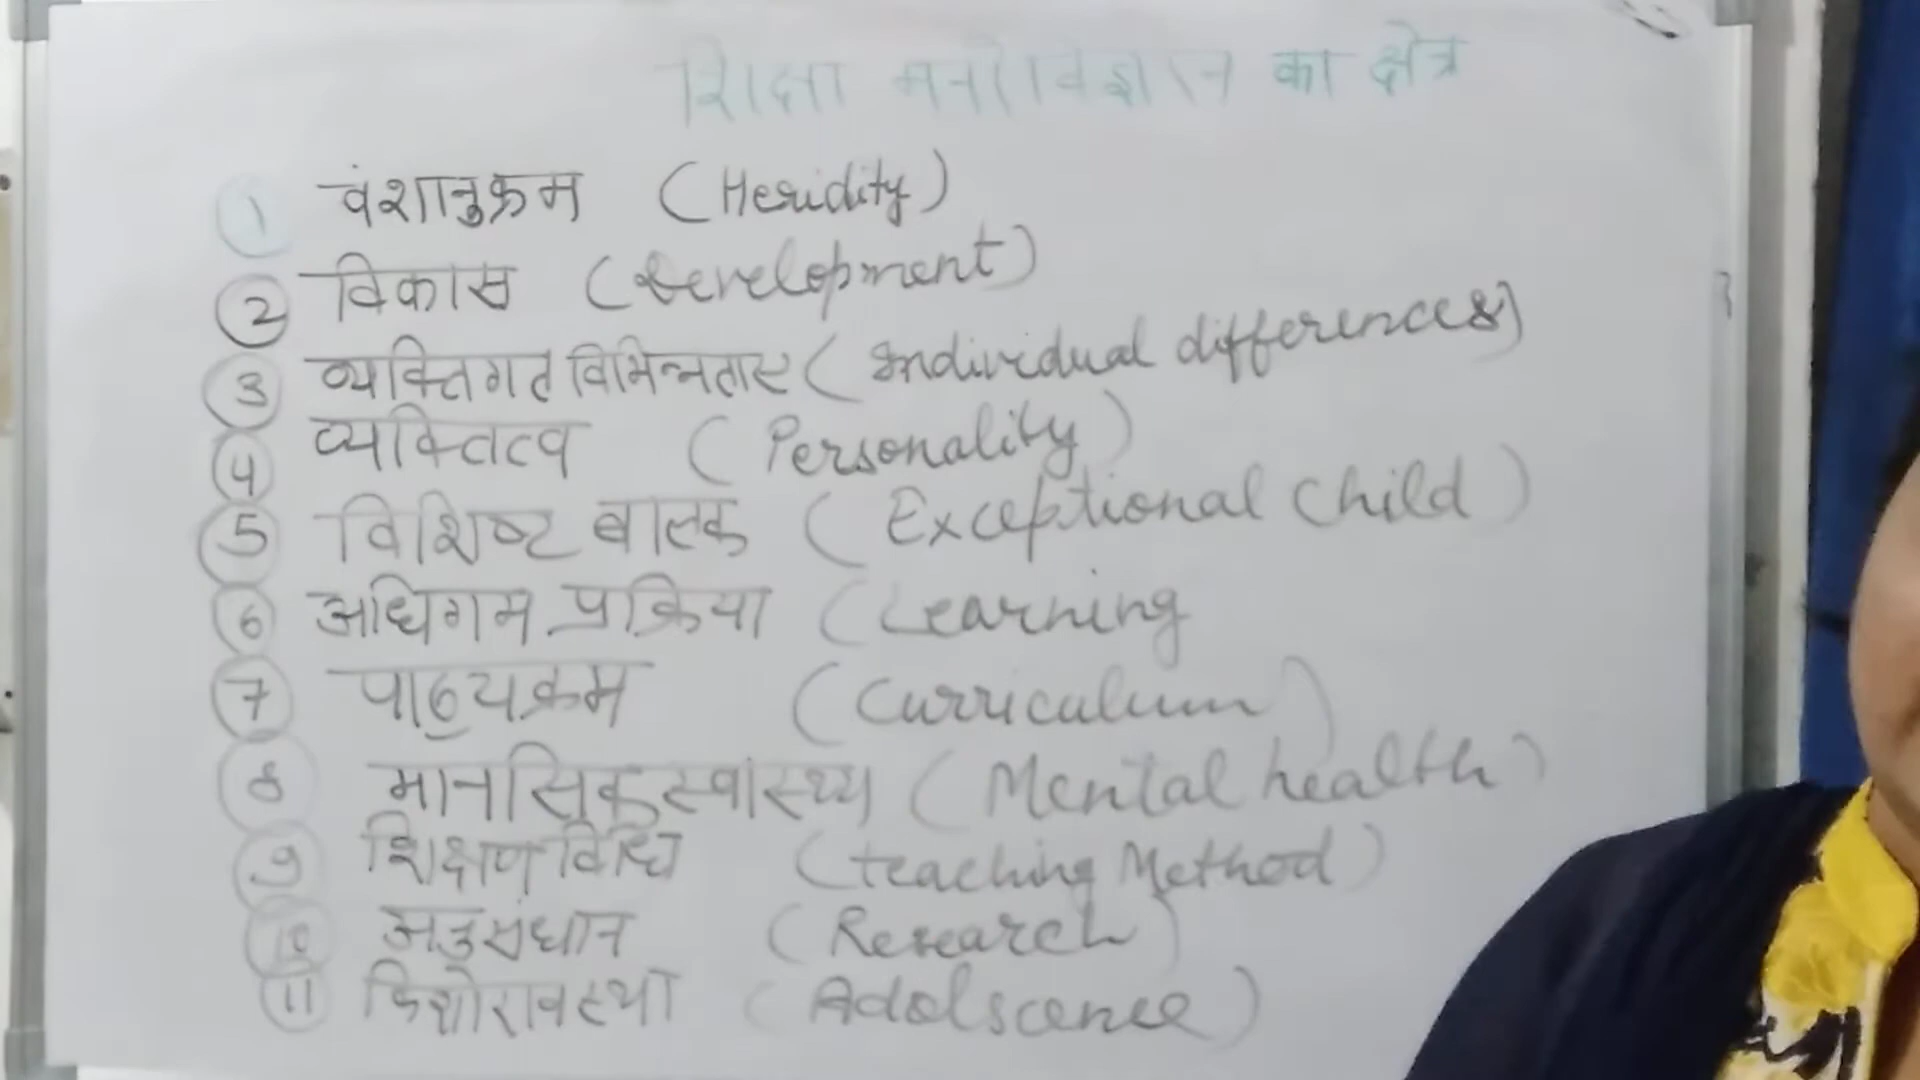 शिक्षा मनोविज्ञान का क्षेत्र
1 वंशानुक्रम (Heridity)
2 विकास (Development)
3 व्यक्तिगत विभिन्नताए (Individual differences)
4 व्यक्तित्व (Personality)
5 विशिष्ट बालक (Exceptional Child)
6 अधिगम प्रक्रिया (Learning
7 पाठ्यक्रम (Curriculum)
8 मानसिक स्वास्थ्य (Mental health)
9 शिक्षण विधि (teaching Method)
10 अनुसंधान (Research)
11 किशोरावस्था (Adolscence)